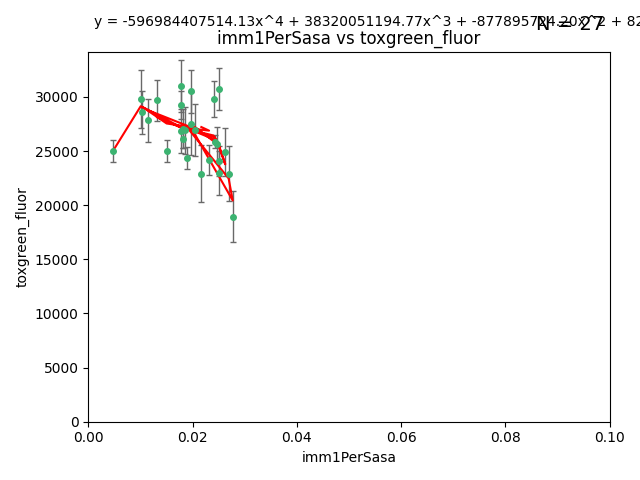 y = -596984407514.13x^4 + 38320051194.77x^3 +
N = 27
imm1PerSasa vs toxgreen_fluor
toxgreen_fluor
30000
25000
20000
15000
10000
5000
0
0.00 0.02 0.04 0.06 0.08 0.10
imm1PerSasa